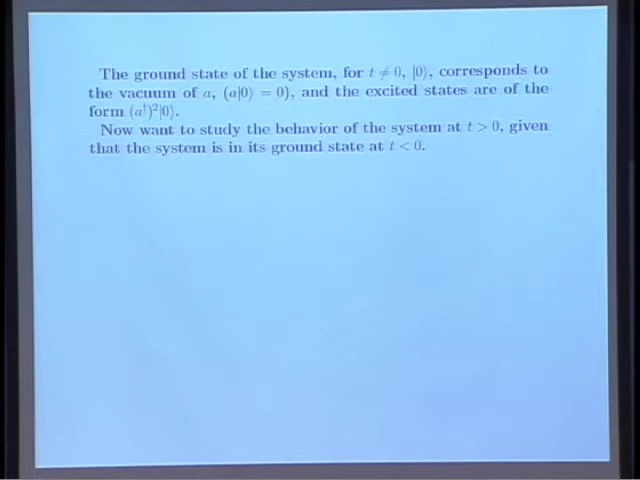 The ground state of the system, for t ≠ 0, |0⟩, corresponds to
the vacuum of a, (a|0⟩ = 0), and the excited states are of the
form (a†)²|0⟩.
Now want to study the behavior of the system at t > 0, given
that the system is in its ground state at t < 0.